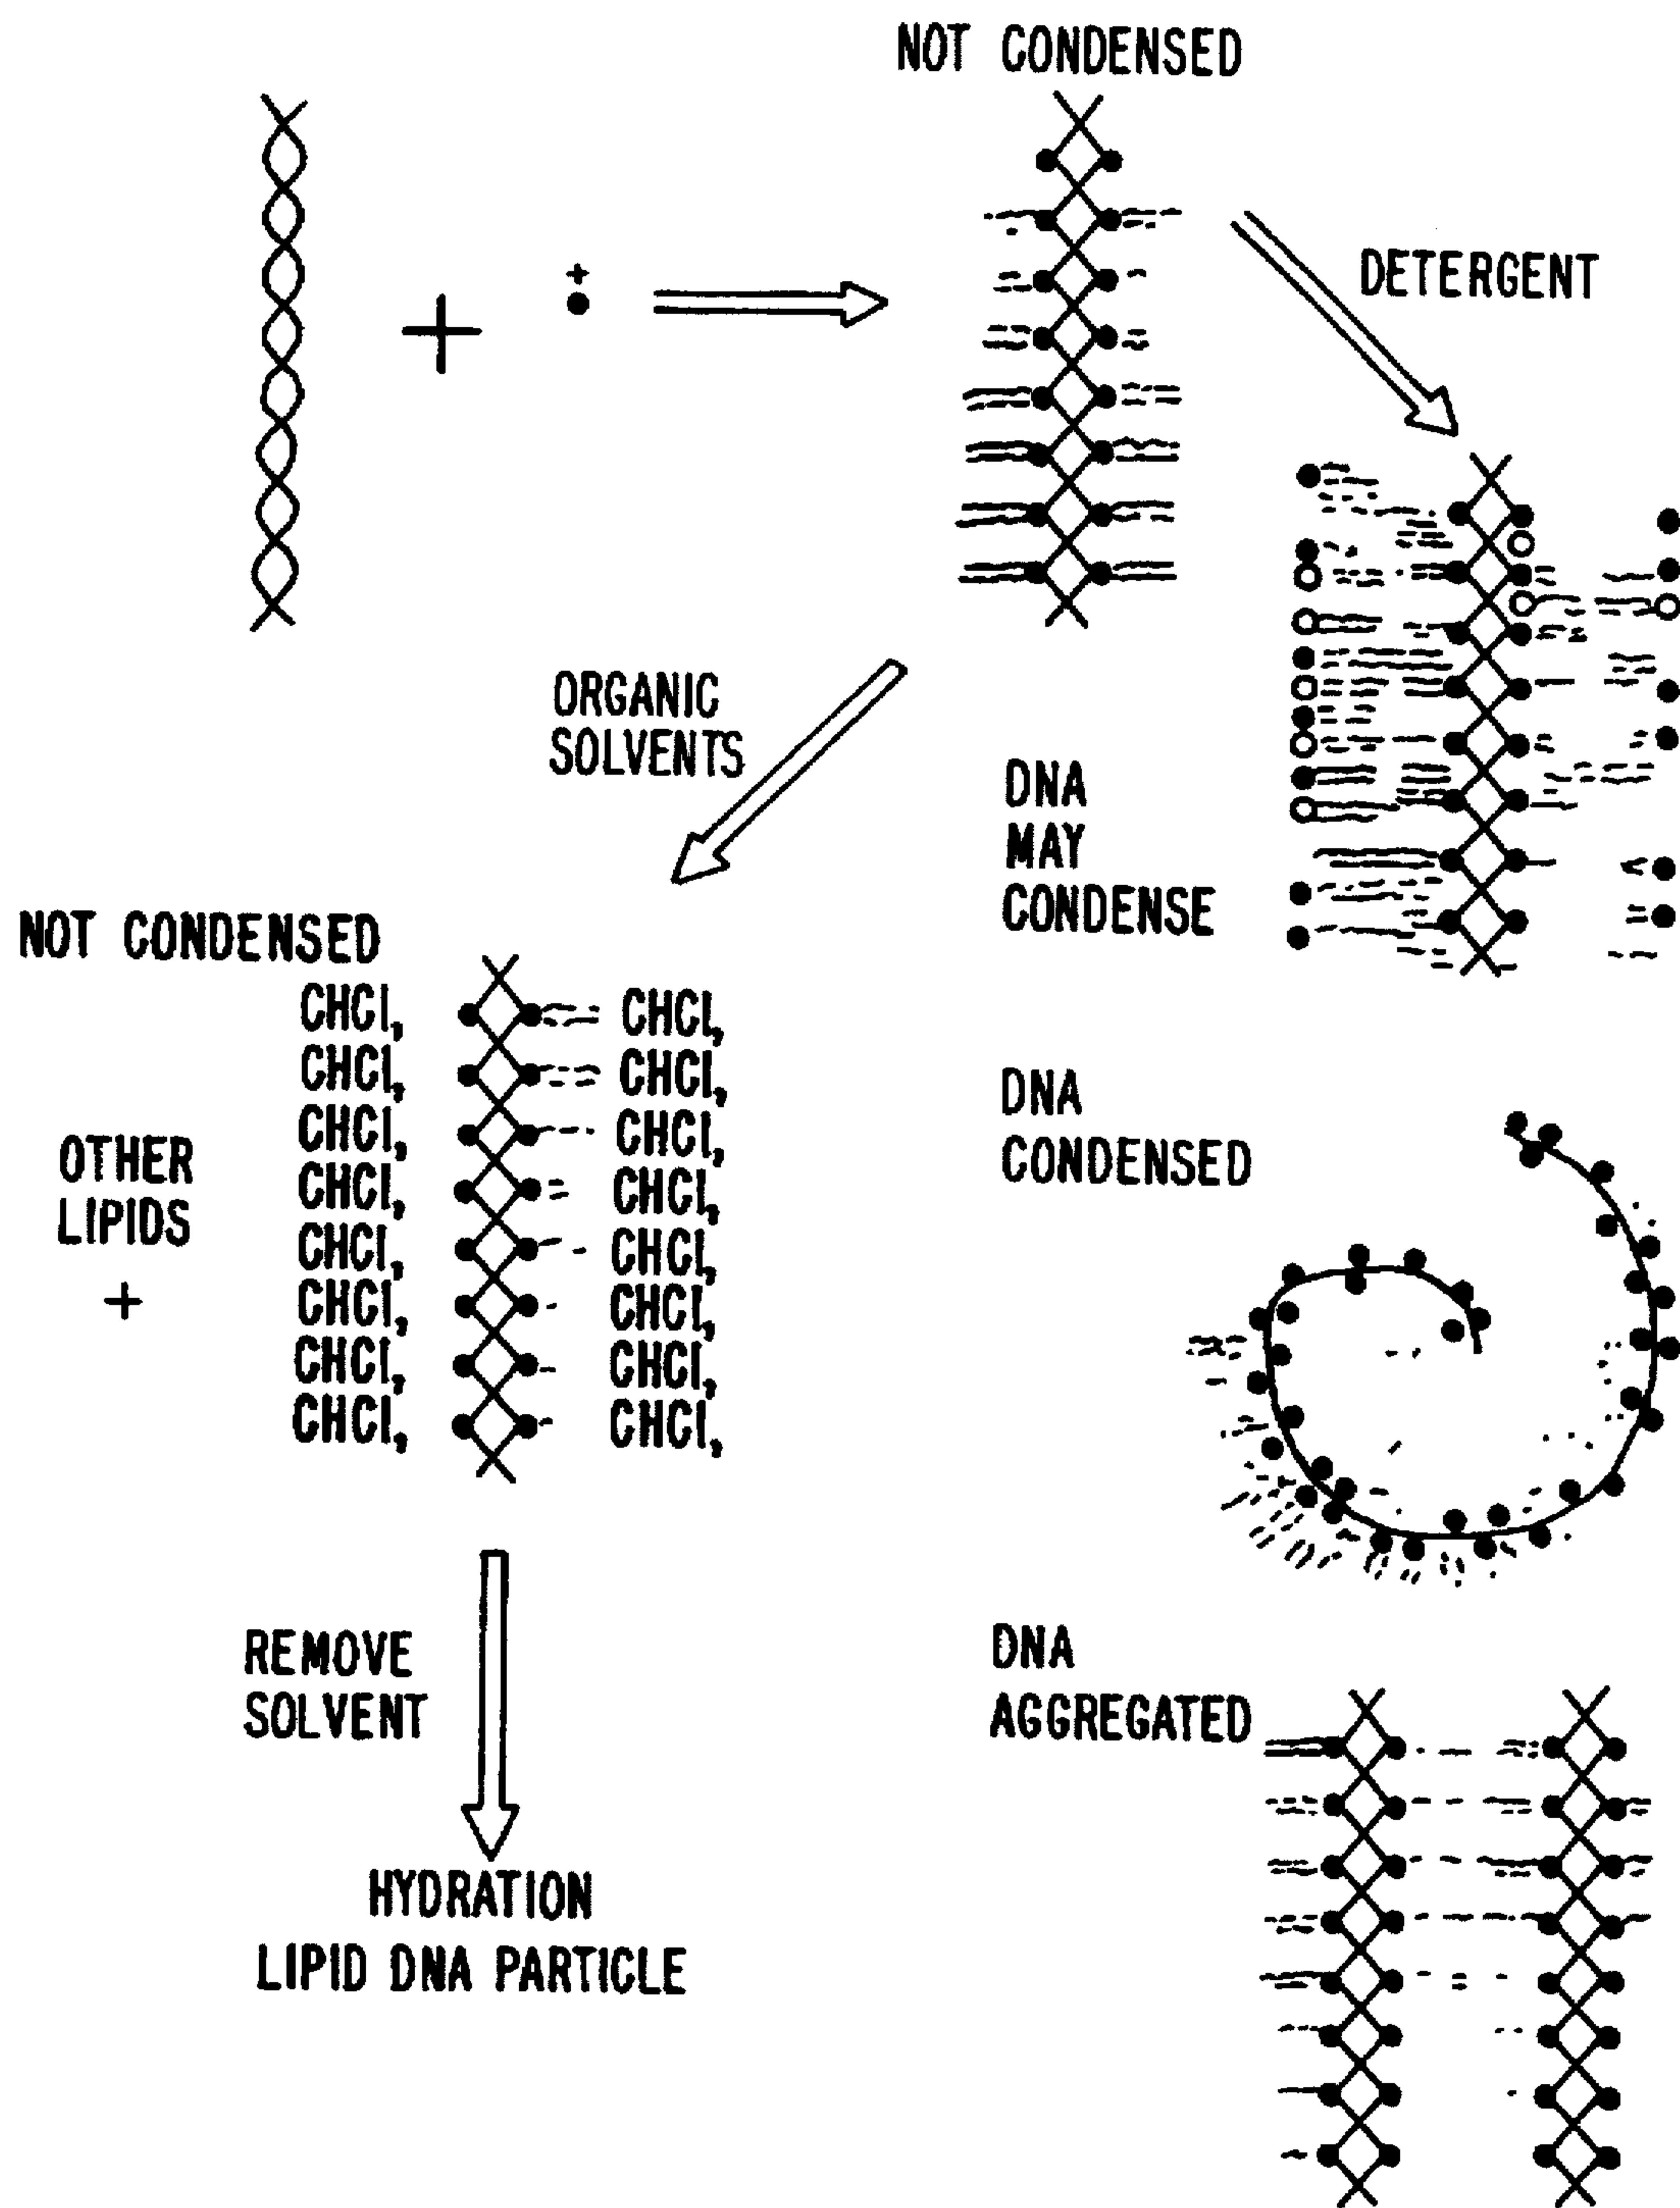 NOT CONDENSED
+
+
DETERGENT
ORGANIC
SOLVENTS
DNA
MAY
CONDENSE
NOT CONDENSED
CHCl, CHCl,
CHCl, CHCl,
CHCl, CHCl,
CHCl, CHCl,
CHCl, CHCl,
CHCl, CHCl,
CHCl, CHCl,
CHCl, CHCl,
OTHER
LIPIDS
+
DNA
CONDENSED
REMOVE
SOLVENT
HYDRATION
LIPID DNA PARTICLE
DNA
AGGREGATED